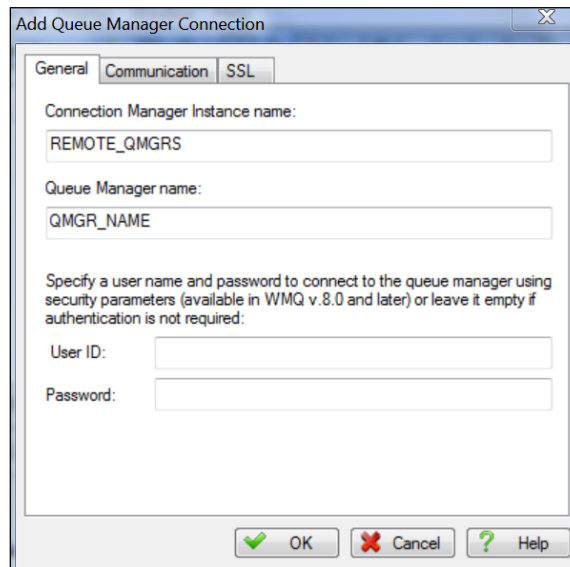 Add Queue Manager Connection
General Communication SSL
Connection Manager Instance name:
REMOTE_QMGRS
Queue Manager name:
QMGR_NAME
Specify a user name and password to connect to the queue manager using
security parameters (available in WMQ v.8.0 and later) or leave it empty if
authentication is not required:
User ID:
Password:
OK Cancel ? Help